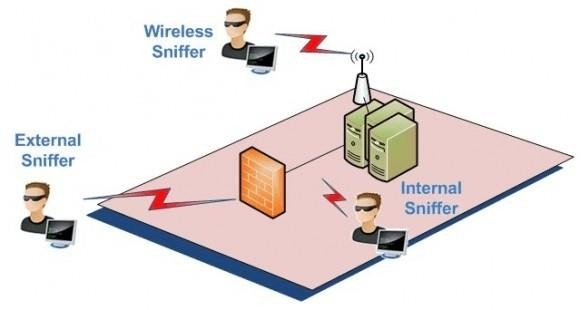 Wireless
Sniffer
External
Sniffer
Internal
Sniffer